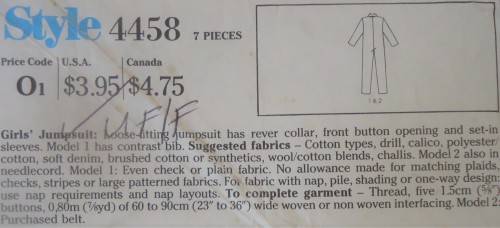 Style 4458 7 PIECES
Price Code U.S.A. Canada
O1 $3.95 $4.75
1 & 2
U F/F
Girls' Jumpsuit: Loose-fitting jumpsuit has rever collar, front button opening and set-in
sleeves. Model 1 has contrast bib. Suggested fabrics – Cotton types, drill, calico, polyester/
cotton, soft denim, brushed cotton or synthetics, wool/cotton blends, challis. Model 2 also in
needlecord. Model 1: Even check or plain fabric. No allowance made for matching plaids,
checks, stripes or large patterned fabrics. For fabric with nap, pile, shading or one-way design:
use nap requirements and nap layouts. To complete garment – Thread, five 1.5cm (⅝")
buttons, 0,80m (⅞yd) of 60 to 90cm (23" to 36") wide woven or non woven interfacing. Model 2:
Purchased belt.